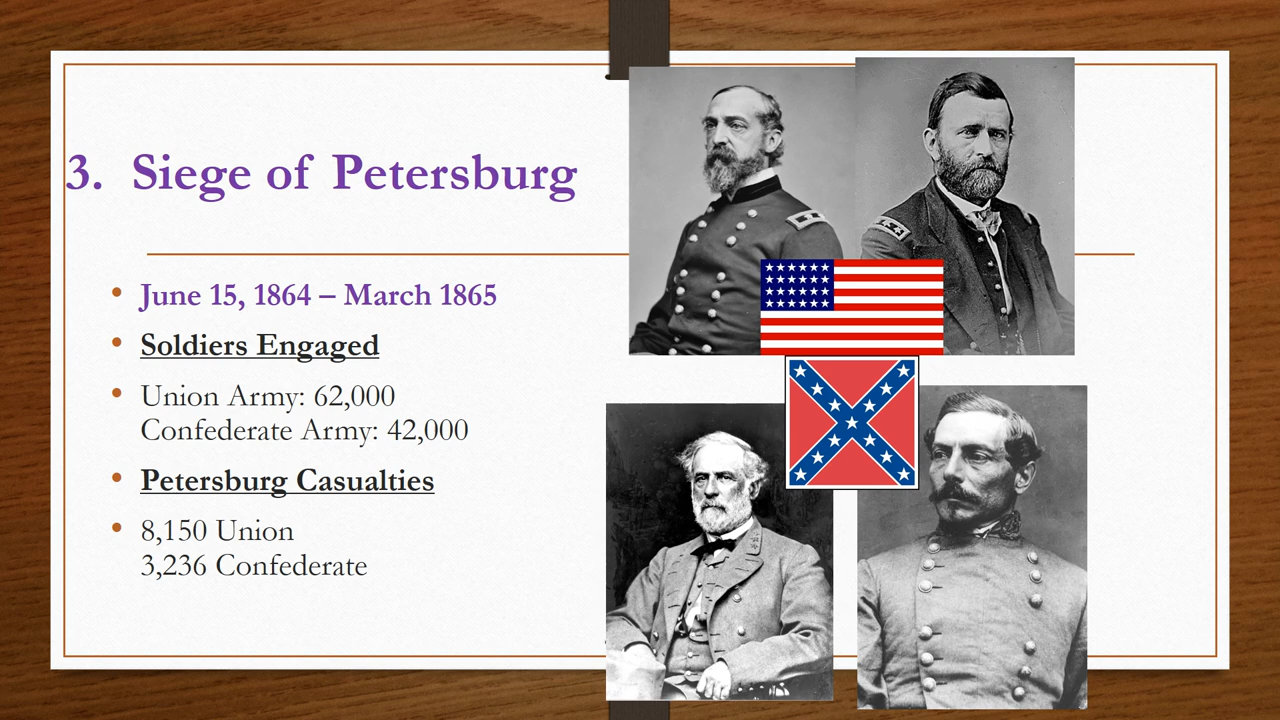 3. Siege of Petersburg
• June 15, 1864 – March 1865
• Soldiers Engaged
• Union Army: 62,000
Confederate Army: 42,000
• Petersburg Casualties
• 8,150 Union
3,236 Confederate